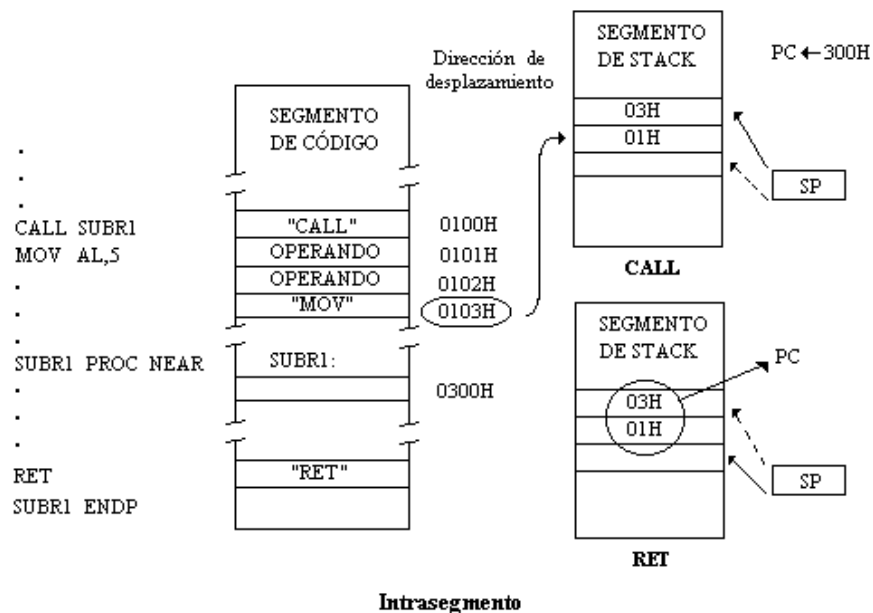 SEGMENTO
DE CÓDIGO
.
.
.
CALL SUBR1
MOV AL,5
.
.
.
SUBR1 PROC NEAR
.
.
.
RET
SUBR1 ENDP
"CALL"
OPERANDO
OPERANDO
"MOV"
SUBR1:
"RET"
Dirección de
desplazamiento
0100H
0101H
0102H
0103H
0300H
SEGMENTO
DE STACK
03H
01H
PC ←300H
SP
CALL
SEGMENTO
DE STACK
03H
01H
PC
SP
RET
Intrasegmento